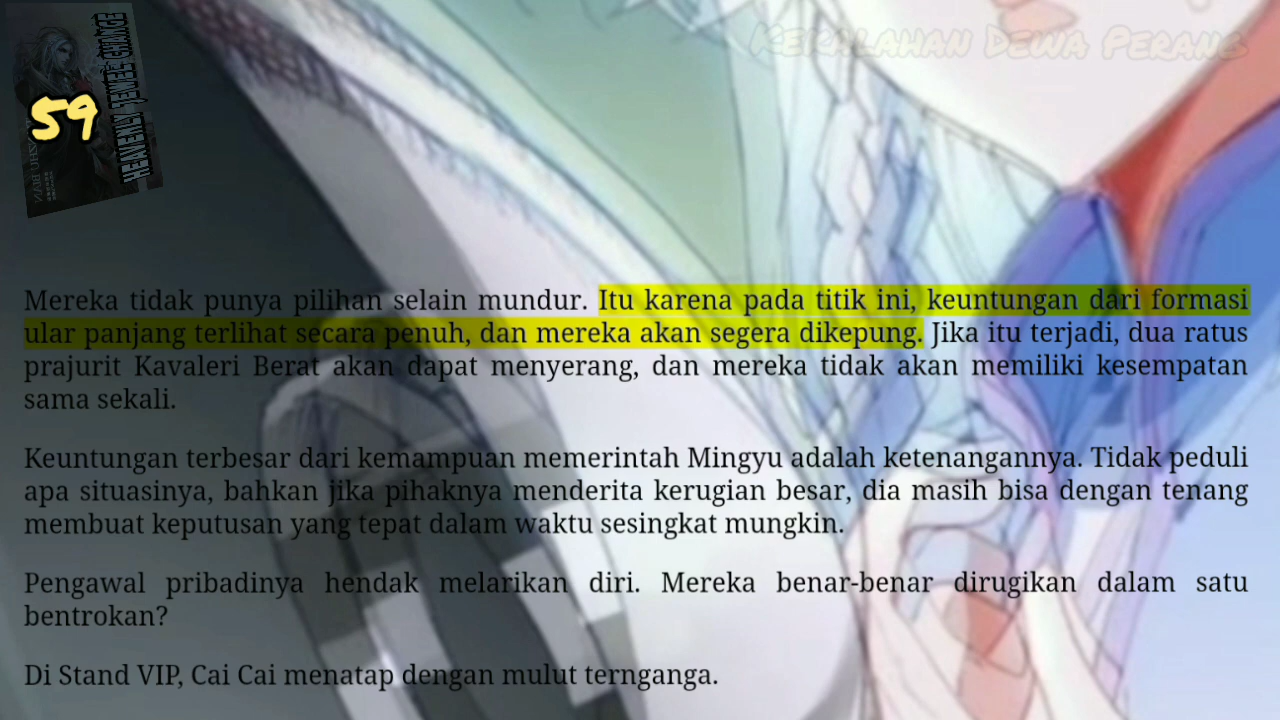 59
HEAVENLY JEWEL CHANGE
KEKALAHAN DEWA PERANG
Mereka tidak punya pilihan selain mundur. Itu karena pada titik ini, keuntungan dari formasi
ular panjang terlihat secara penuh, dan mereka akan segera dikepung. Jika itu terjadi, dua ratus
prajurit Kavaleri Berat akan dapat menyerang, dan mereka tidak akan memiliki kesempatan
sama sekali.
Keuntungan terbesar dari kemampuan memerintah Mingyu adalah ketenangannya. Tidak peduli
apa situasinya, bahkan jika pihaknya menderita kerugian besar, dia masih bisa dengan tenang
membuat keputusan yang tepat dalam waktu sesingkat mungkin.
Pengawal pribadinya hendak melarikan diri. Mereka benar-benar dirugikan dalam satu
bentrokan?
Di Stand VIP, Cai Cai menatap dengan mulut ternganga.